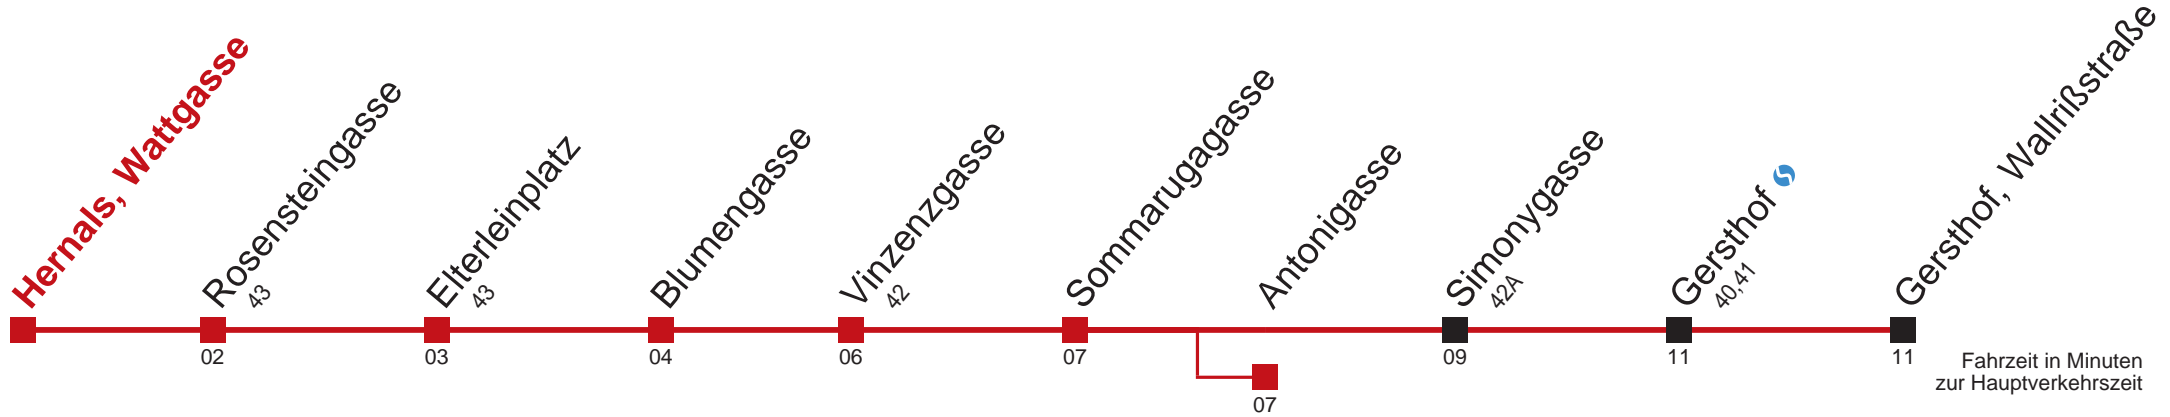 Hernals, Wattgasse
Rosensteingasse
43
Elterleinplatz
43
Blumengasse
Vinzenzgasse
42
Sommarugagasse
Antonigasse
Simonygasse
42A
Gersthof
40,41
Gersthof, Wallrißstraße
02
03
04
06
07
07
09
11
11
Fahrzeit in Minuten
zur Hauptverkehrszeit